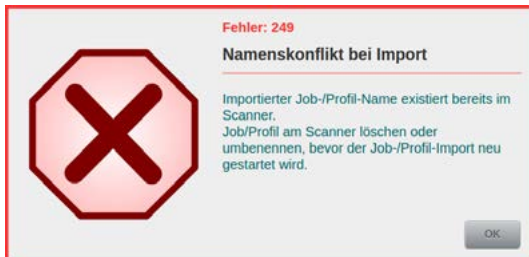 Fehler: 249
Namenskonflikt bei Import
Importierter Job-/Profil-Name existiert bereits im
Scanner.
Job/Profil am Scanner löschen oder
umbenennen, bevor der Job-/Profil-Import neu
gestartet wird.
OK